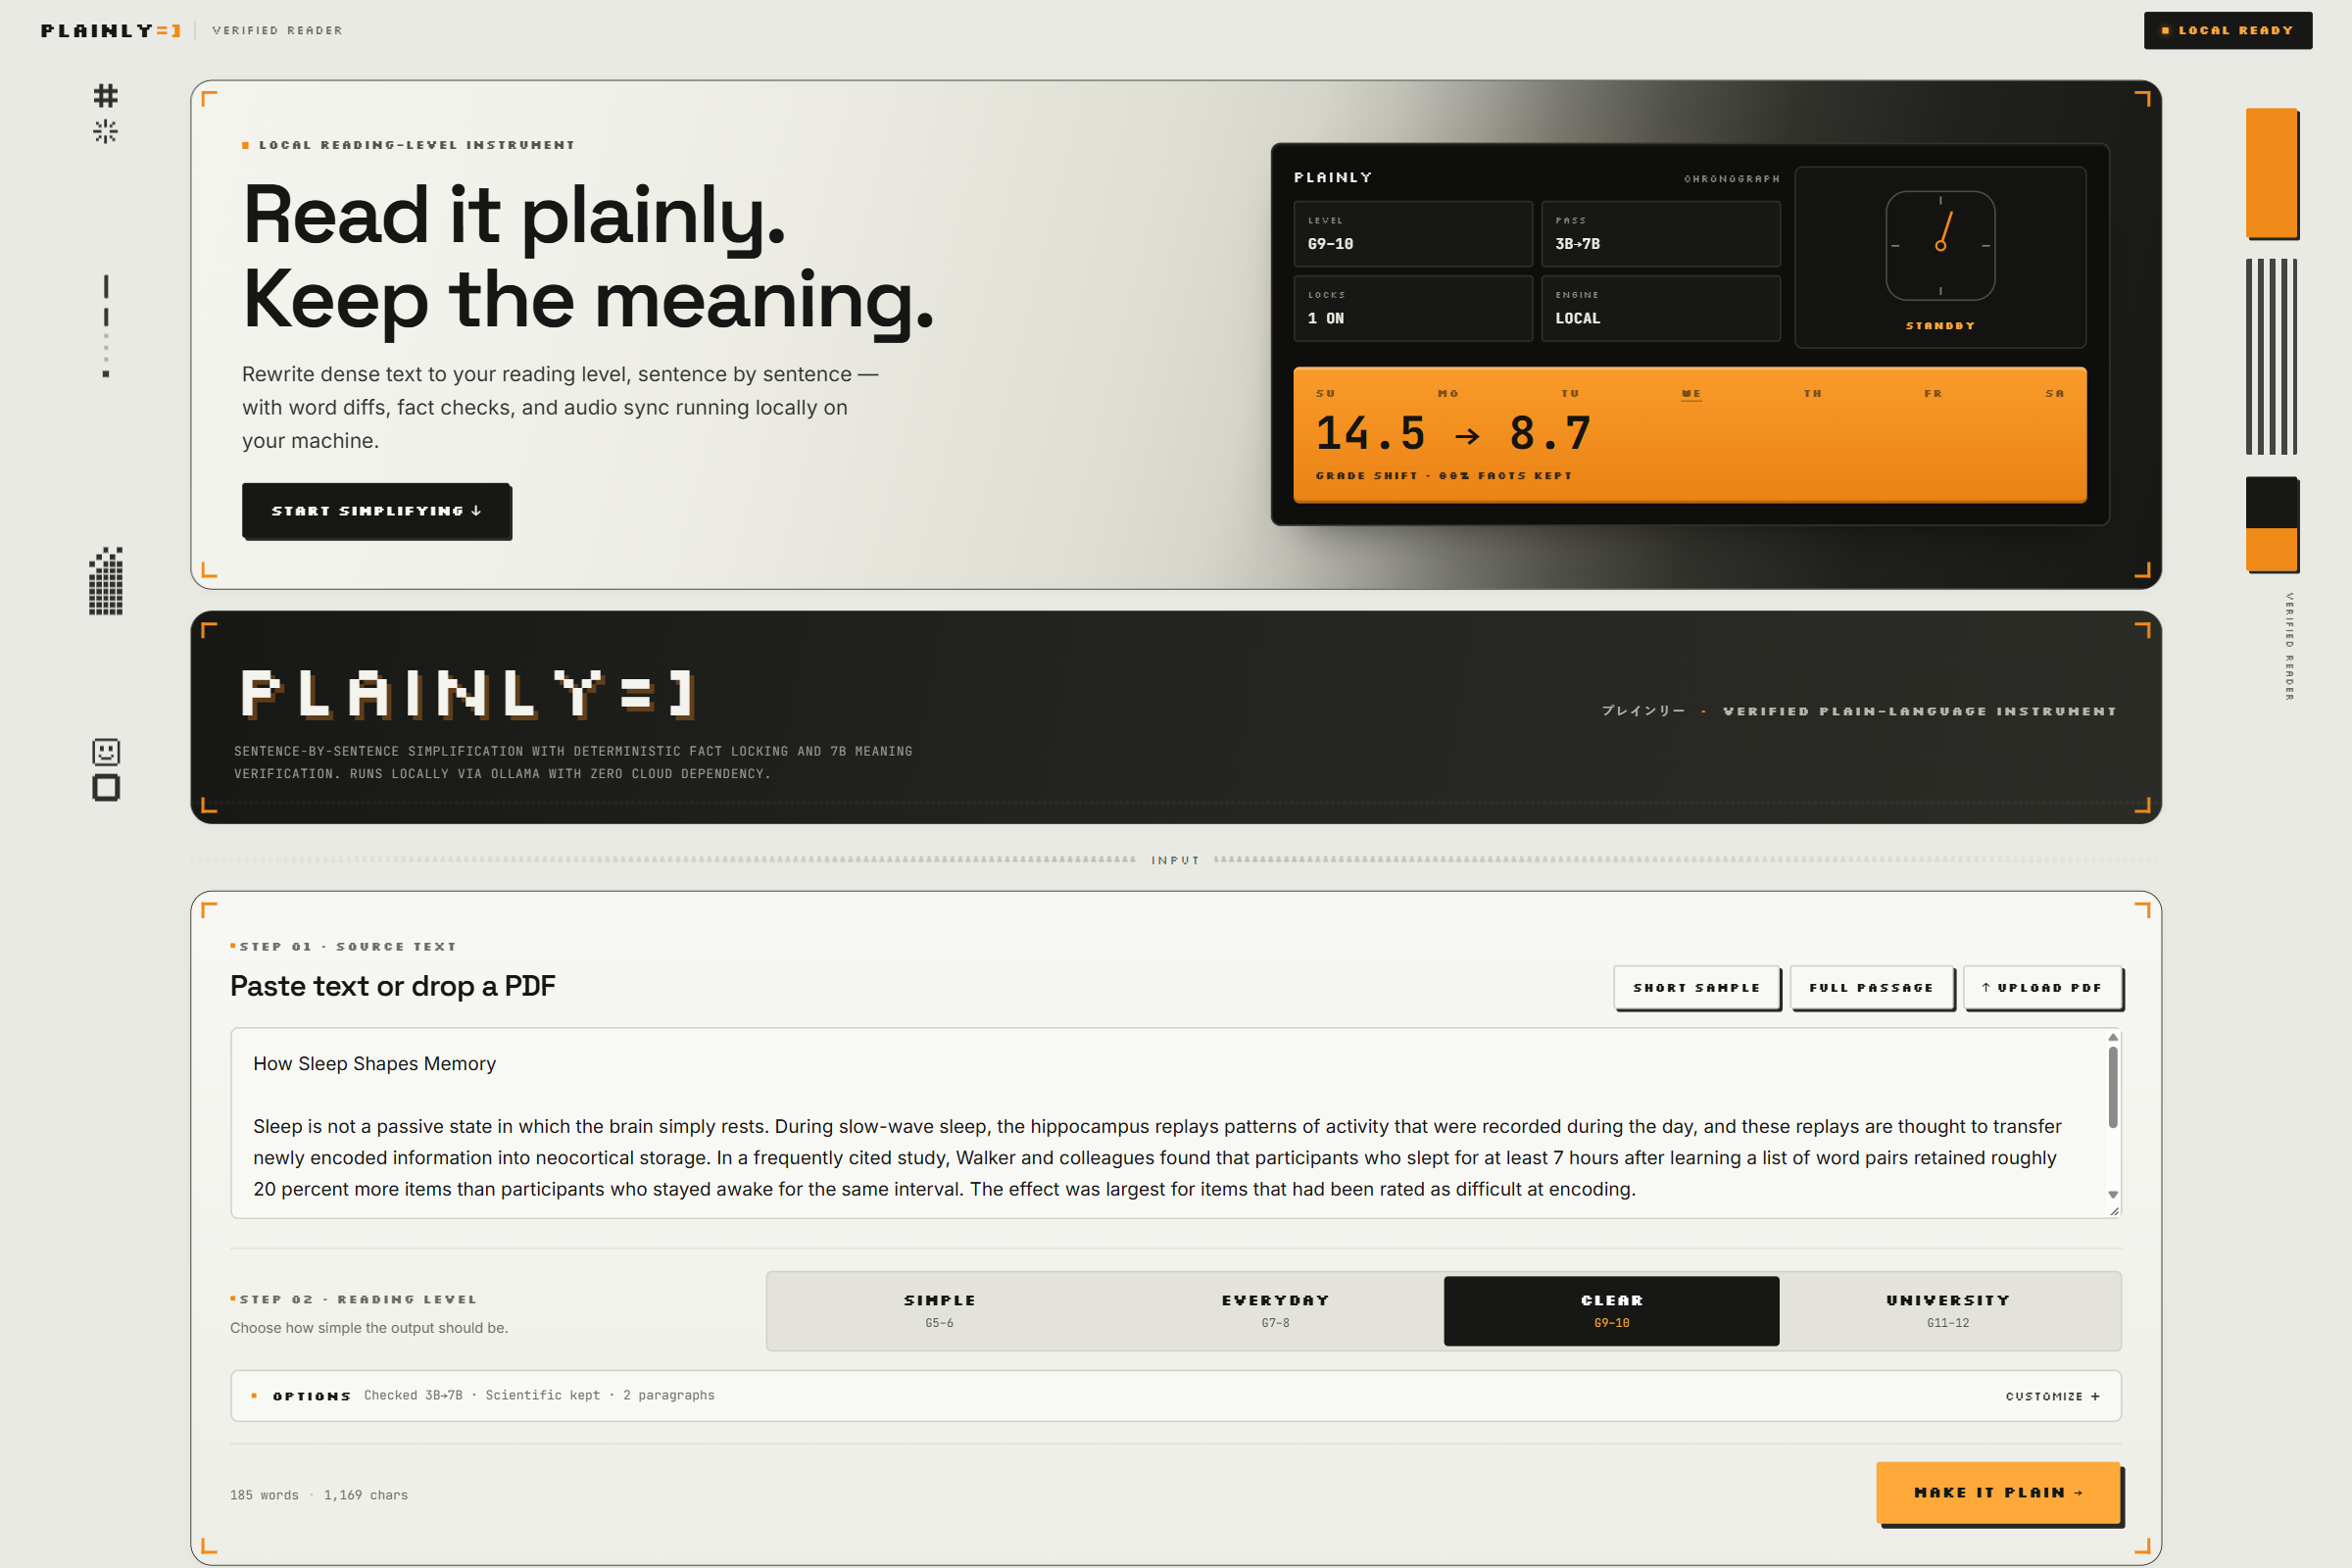 PLAINLY=] VERIFIED READER
LOCAL READY
LOCAL READING-LEVEL INSTRUMENT
Read it plainly.
Keep the meaning.
Rewrite dense text to your reading level, sentence by sentence —
with word diffs, fact checks, and audio sync running locally on
your machine.
START SIMPLIFYING ↓
PLAINLY CHRONOGRAPH
LEVEL
G9–10
PASS
3B→7B
LOCKS
1 ON
ENGINE
LOCAL
STANDBY
SU MO TU WE TH FR SA
14.5 → 8.7
GRADE SHIFT · FACTS KEPT
VERIFIED READER
PLAINLY=]
SENTENCE-BY-SENTENCE SIMPLIFICATION WITH DETERMINISTIC FACT LOCKING AND 7B MEANING
VERIFICATION. RUNS LOCALLY VIA OLLAMA WITH ZERO CLOUD DEPENDENCY.
プレインリー · VERIFIED PLAIN-LANGUAGE INSTRUMENT
INPUT
STEP 01 · SOURCE TEXT
Paste text or drop a PDF
SHORT SAMPLE
FULL PASSAGE
↑ UPLOAD PDF
How Sleep Shapes Memory
Sleep is not a passive state in which the brain simply rests. During slow-wave sleep, the hippocampus replays patterns of activity that were recorded during the day, and these replays are thought to transfer
newly encoded information into neocortical storage. In a frequently cited study, Walker and colleagues found that participants who slept for at least 7 hours after learning a list of word pairs retained roughly
20 percent more items than participants who stayed awake for the same interval. The effect was largest for items that had been rated as difficult at encoding.
STEP 02 · READING LEVEL
Choose how simple the output should be.
SIMPLE
G5–6
EVERYDAY
G7–8
CLEAR
G9–10
UNIVERSITY
G11–12
OPTIONS Checked 3B→7B · Scientific kept · 2 paragraphs
CUSTOMIZE +
185 words · 1,169 chars
MAKE IT PLAIN →